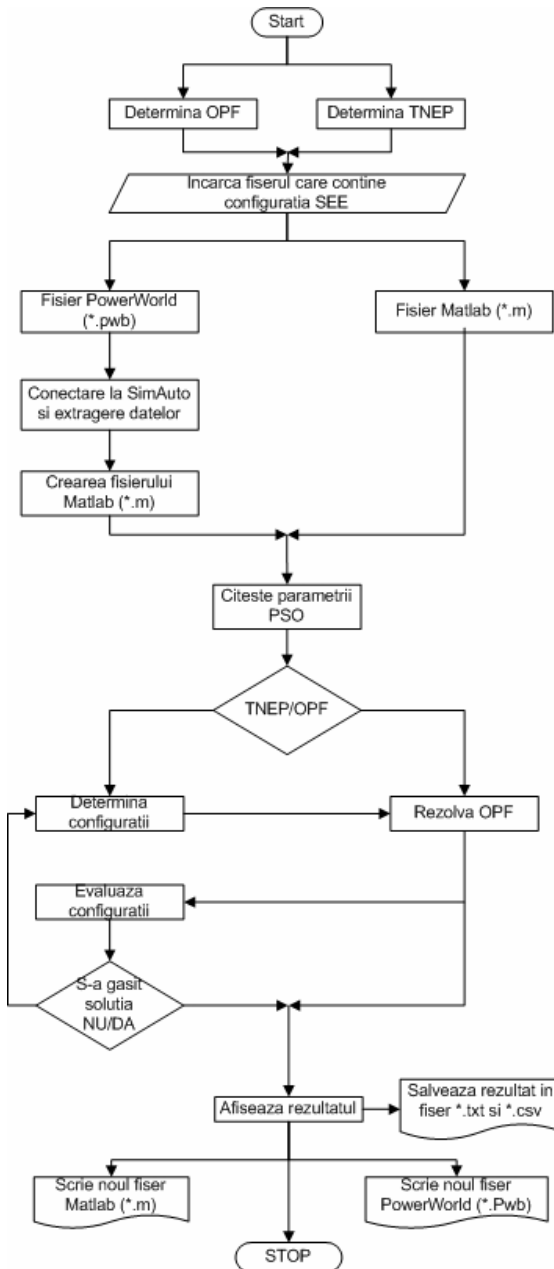 Start
Determina OPF
Determina TNEP
Incarca fiserul care contine
configuratia SEE
Fisier PowerWorld
(*.pwb)
Fisier Matlab (*.m)
Conectare la SimAuto
si extragere datelor
Crearea fisierului
Matlab (*.m)
Citeste parametrii
PSO
TNEP/OPF
Determina
configuratii
Rezolva OPF
Evaluaza
configuratii
S-a gasit
solutia
NU/DA
Afiseaza rezultatul
Salveaza rezultat in
fiser *.txt si *.csv
Scrie noul fiser
Matlab (*.m)
Scrie noul fiser
PowerWorld (*.Pwb)
STOP